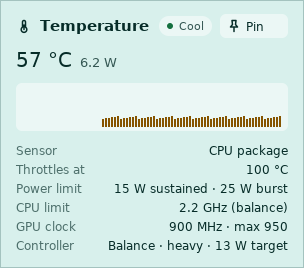 Temperature Cool Pin
57 °C 6.2 W
Sensor CPU package
Throttles at 100 °C
Power limit 15 W sustained · 25 W burst
CPU limit 2.2 GHz (balance)
GPU clock 900 MHz · max 950
Controller Balance · heavy · 13 W target